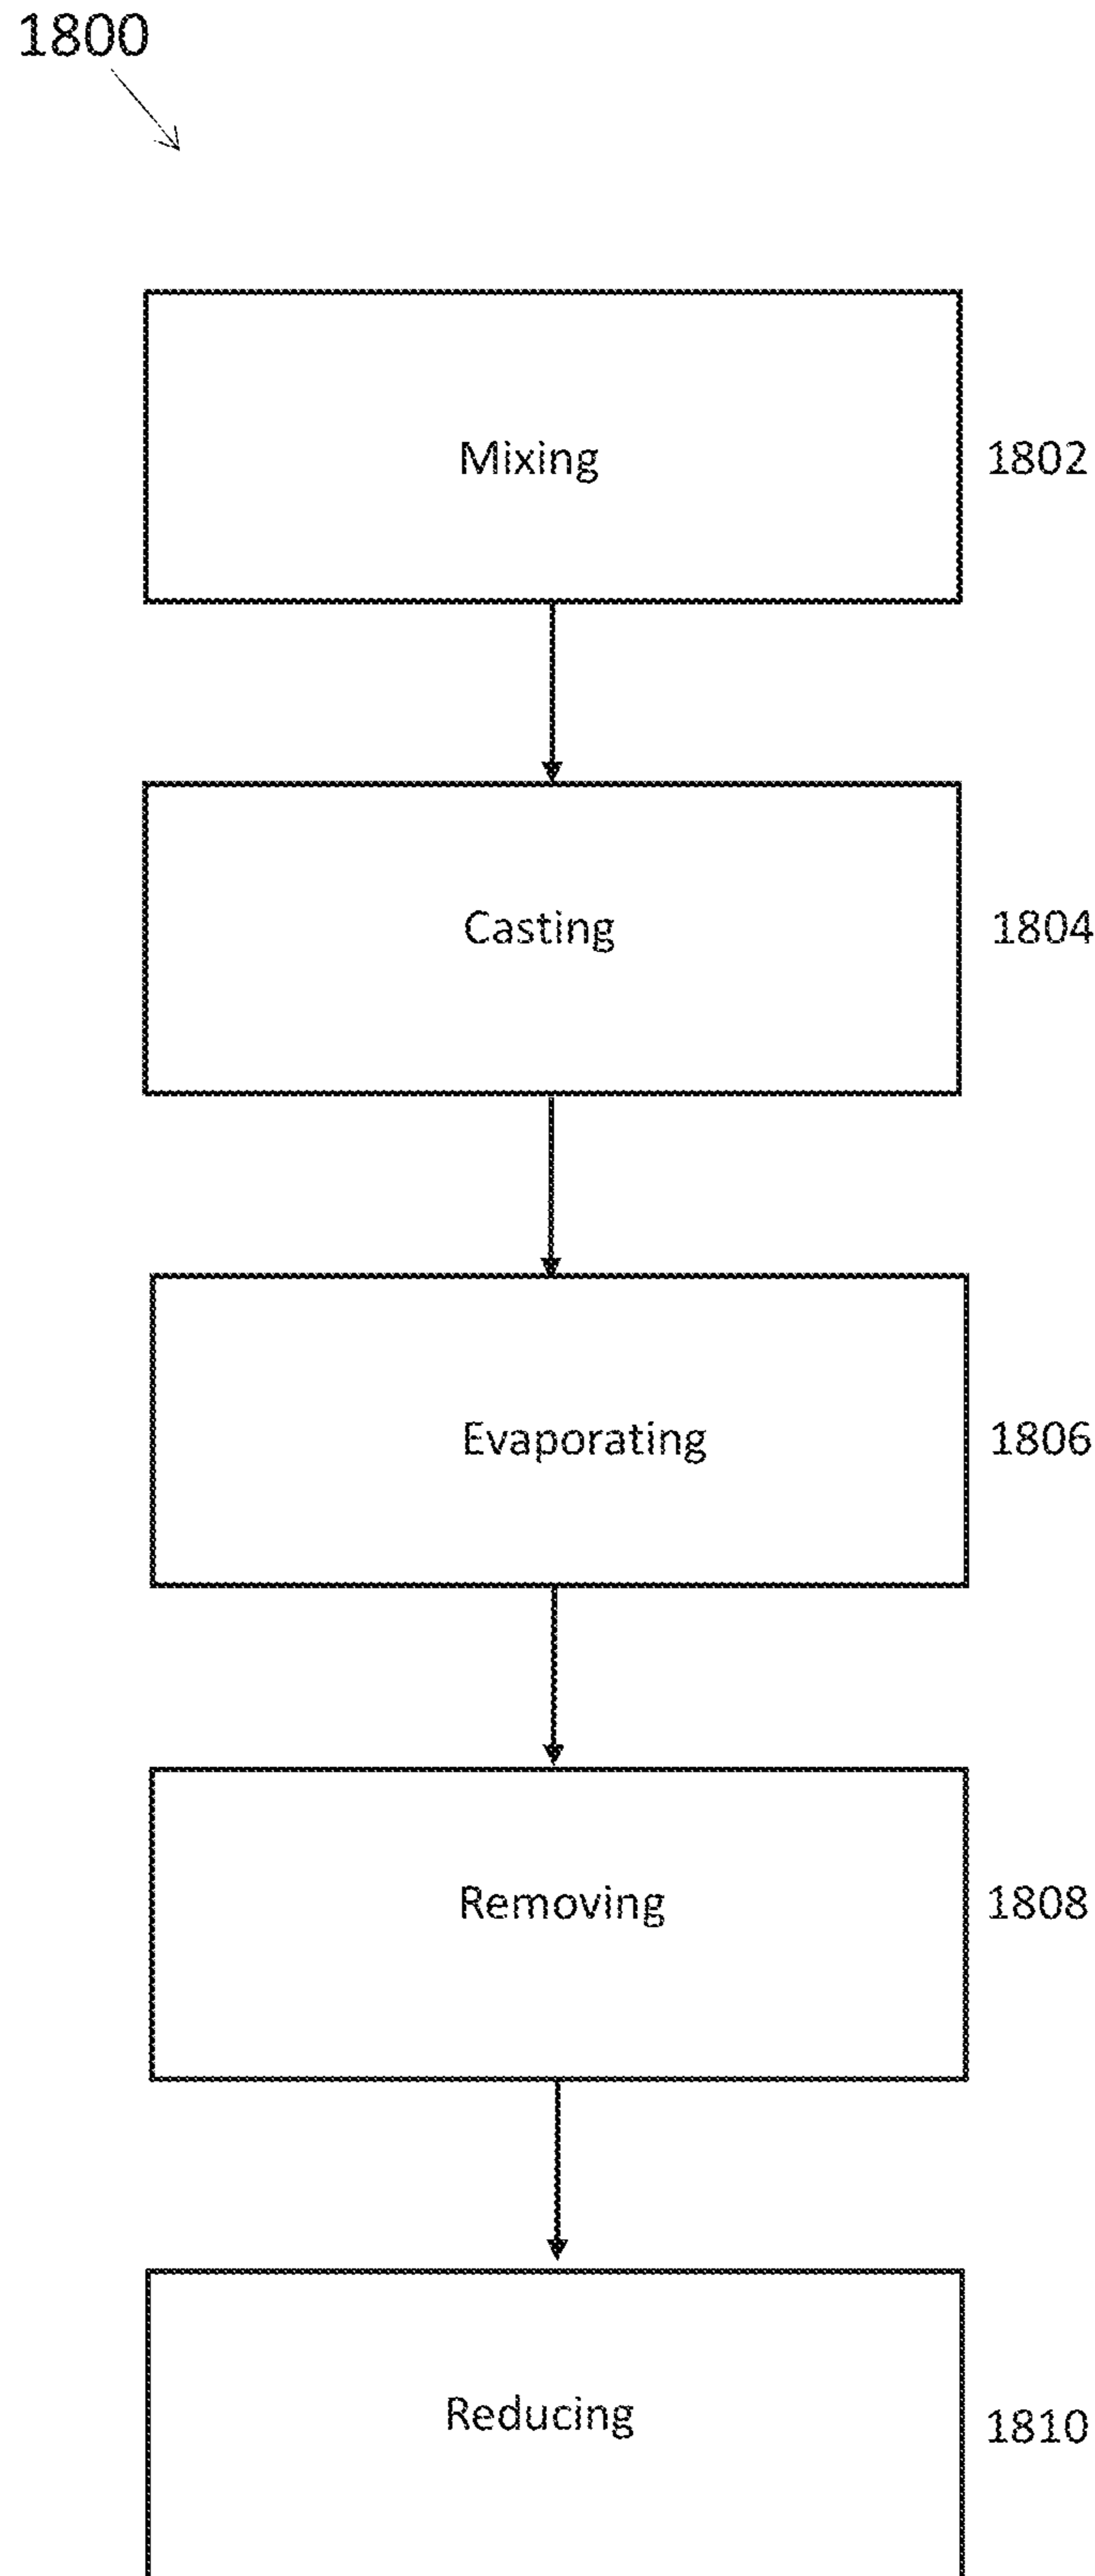 1800
Mixing 1802
Casting 1804
Evaporating 1806
Removing 1808
Reducing 1810